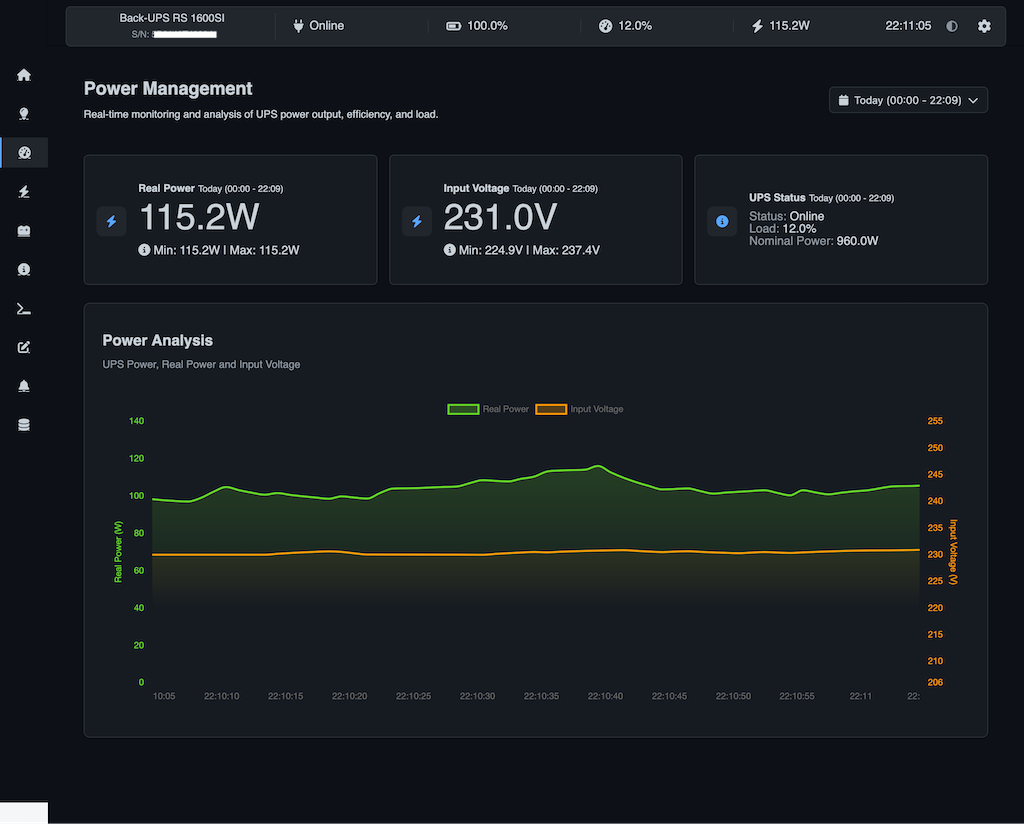 Back-UPS RS 1600SI
S/N:
Online
100.0%
12.0%
115.2W
22:11:05
Power Management
Real-time monitoring and analysis of UPS power output, efficiency, and load.
Today (00:00 - 22:09)
Real Power Today (00:00 - 22:09)
115.2W
Min: 115.2W | Max: 115.2W
Input Voltage Today (00:00 - 22:09)
231.0V
Min: 224.9V | Max: 237.4V
UPS Status Today (00:00 - 22:09)
Status: Online
Load: 12.0%
Nominal Power: 960.0W
Power Analysis
UPS Power, Real Power and Input Voltage
Real Power
Input Voltage
140
120
100
80
60
40
20
0
Real Power (W)
255
250
245
240
235
230
225
220
215
210
206
Input Voltage (V)
10:05
22:10:10
22:10:15
22:10:20
22:10:25
22:10:30
22:10:35
22:10:40
22:10:45
22:10:50
22:10:55
22:11
22: